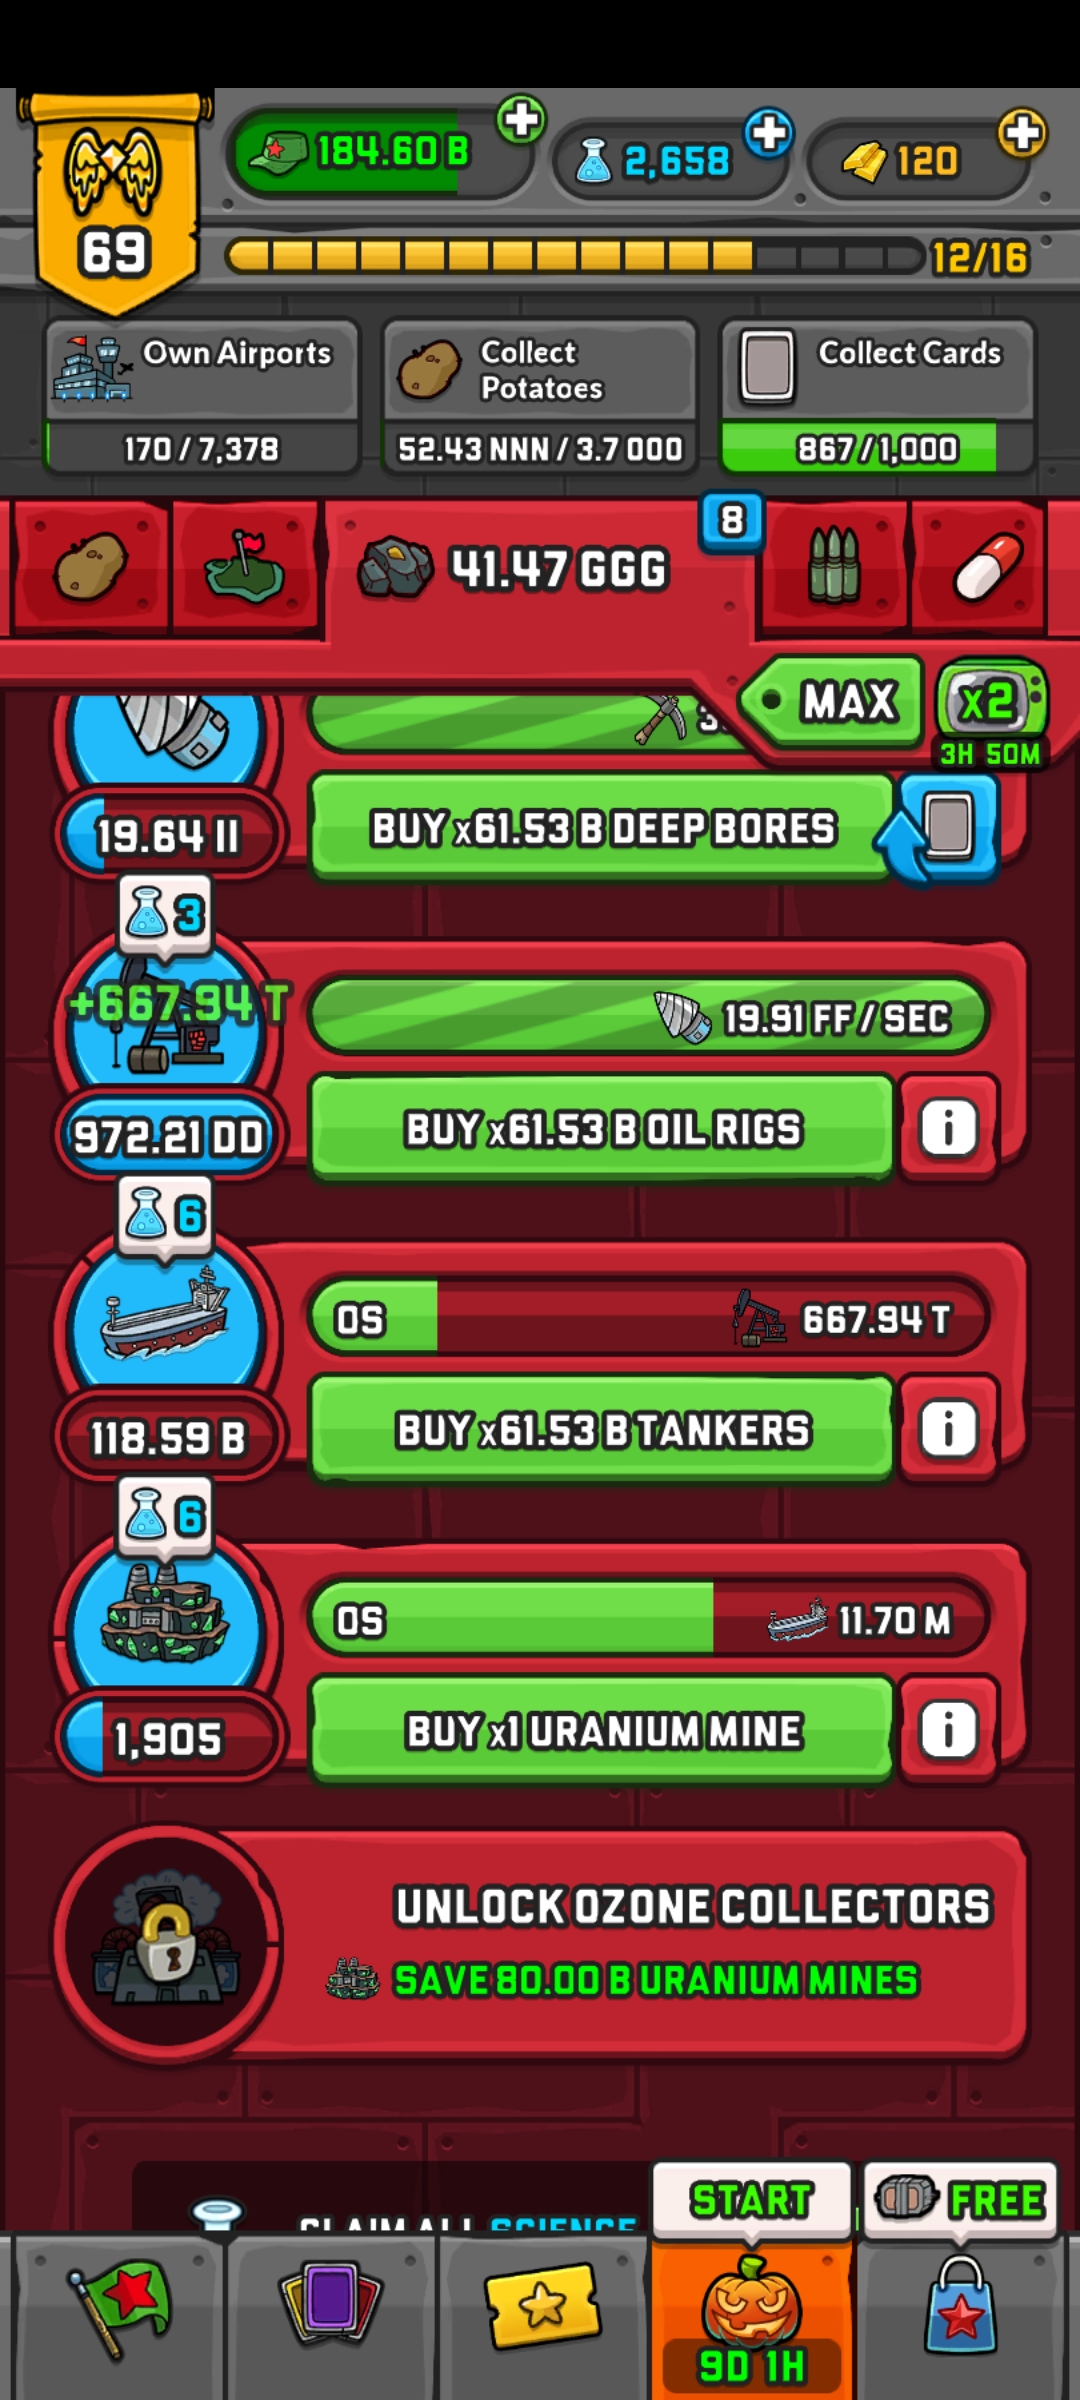 184.60 B
2,658
120
69
12/16
Own Airports
170 / 7,378
Collect
Potatoes
52.43 NNN / 3.7 OOO
Collect Cards
867 / 1,000
41.47 GGG
8
MAX
x2
3H 50M
19.64 II
BUY x61.53 B DEEP BORES
3
+667.94 T
19.91 FF / SEC
972.21 DD
BUY x61.53 B OIL RIGS
i
6
0S
667.94 T
118.59 B
BUY x61.53 B TANKERS
i
6
0S
11.70 M
1,905
BUY x1 URANIUM MINE
i
UNLOCK OZONE COLLECTORS
SAVE 80.00 B URANIUM MINES
CLAIM ALL SCIENCE
START
FREE
9D 1H